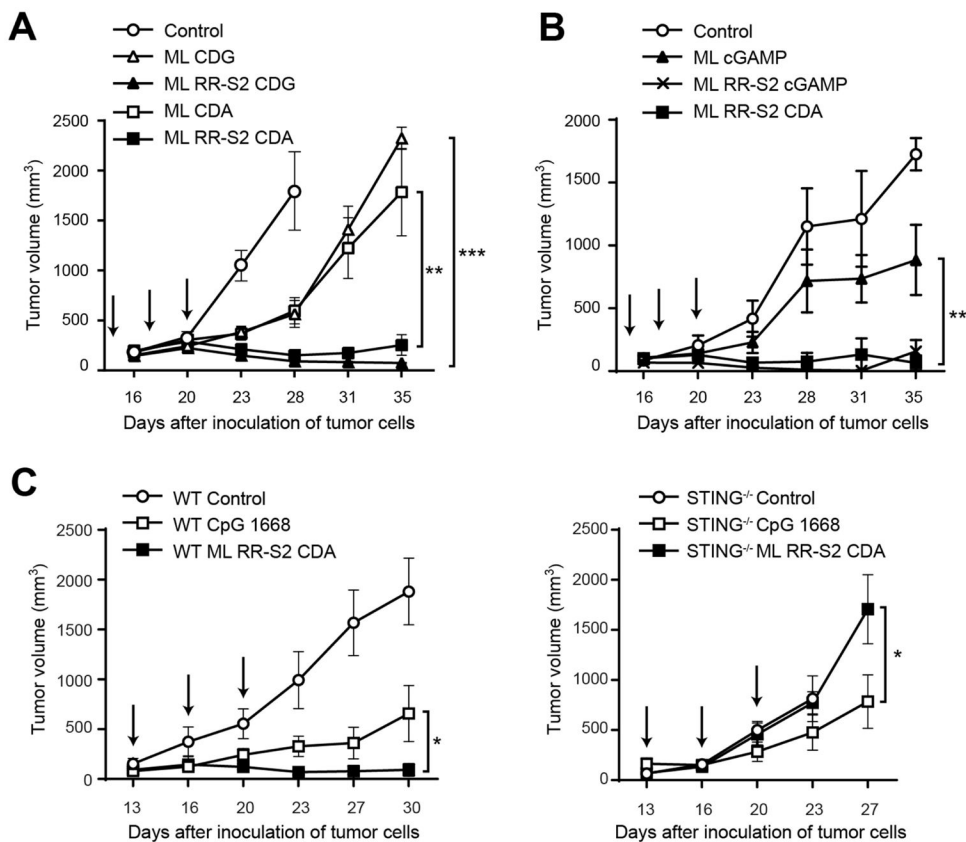 A
Control
ML CDG
ML RR-S2 CDG
ML CDA
ML RR-S2 CDA
Tumor volume (mm³)
2500
2000
1500
1000
500
0
**
***
16 20 23 28 31 35
Days after inoculation of tumor cells
B
Control
ML cGAMP
ML RR-S2 cGAMP
ML RR-S2 CDA
Tumor volume (mm³)
2000
1500
1000
500
0
**
16 20 23 28 31 35
Days after inoculation of tumor cells
C
WT Control
WT CpG 1668
WT ML RR-S2 CDA
Tumor volume (mm³)
2500
2000
1500
1000
500
0
*
13 16 20 23 27 30
Days after inoculation of tumor cells
STING⁻/⁻ Control
STING⁻/⁻ CpG 1668
STING⁻/⁻ ML RR-S2 CDA
Tumor volume (mm³)
2500
2000
1500
1000
500
0
*
13 16 20 23 27
Days after inoculation of tumor cells